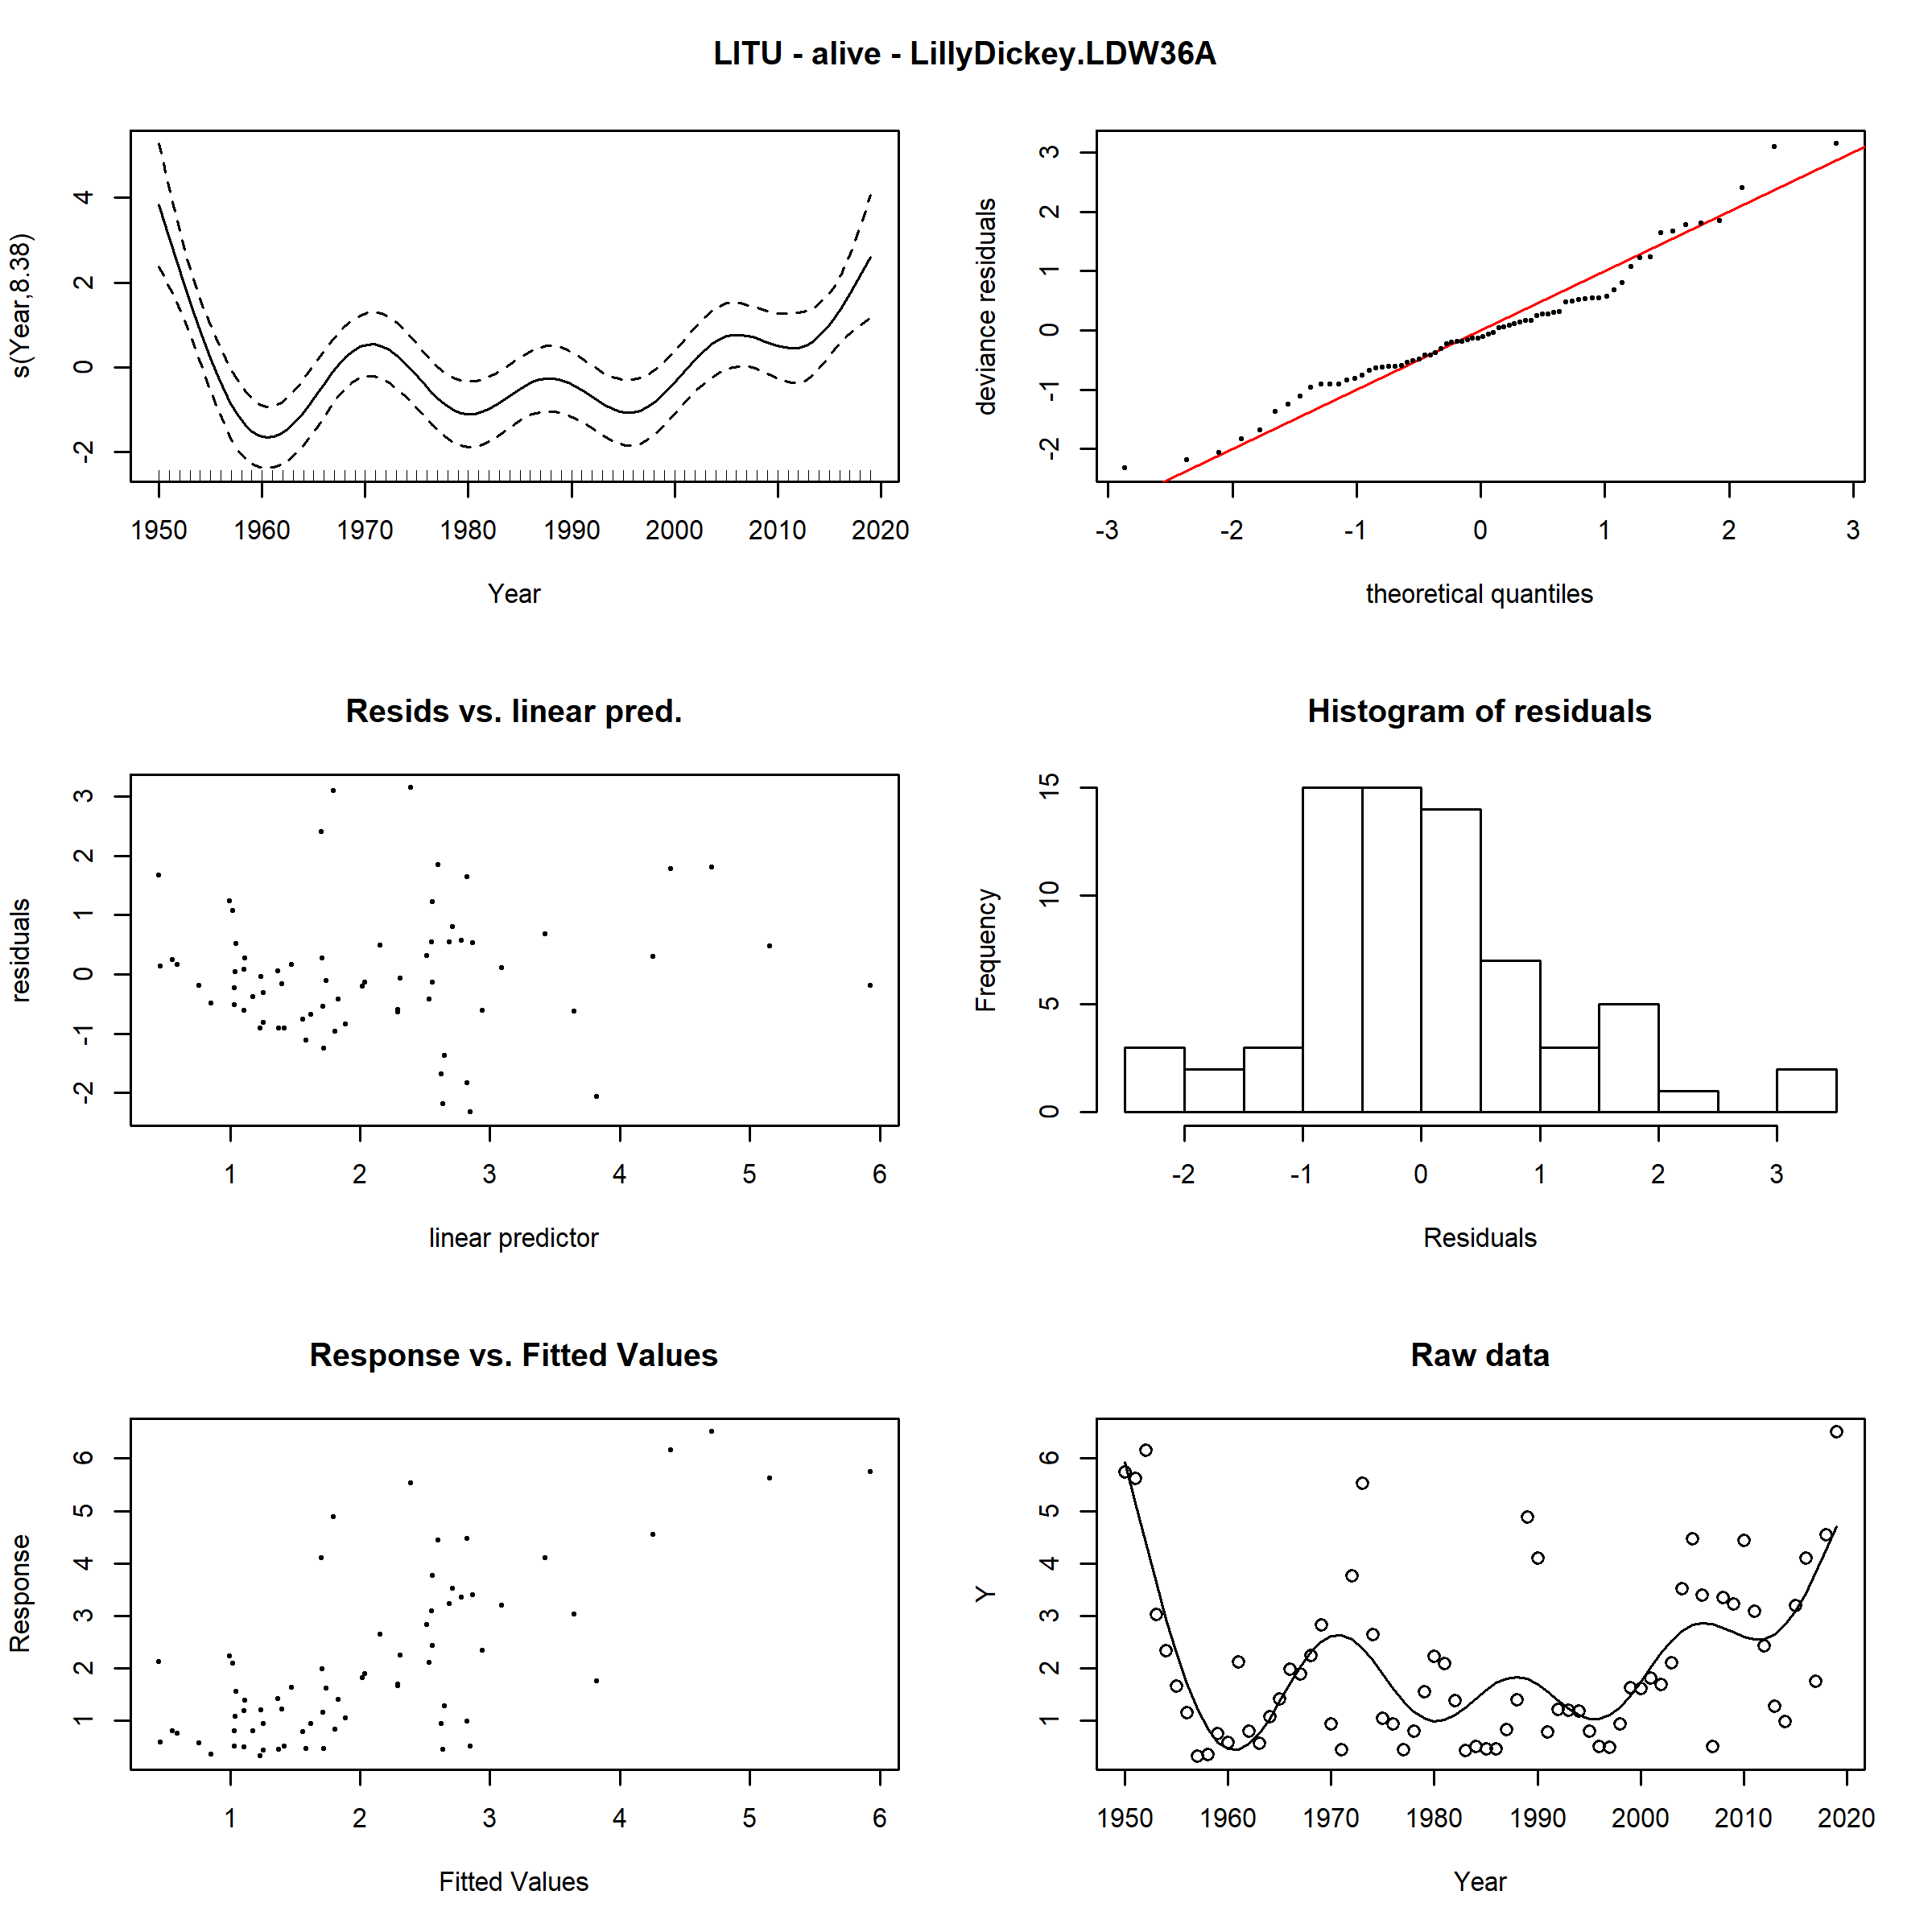 LITU - alive - LillyDickey.LDW36A
s(Year,8.38)
4
2
0
-2
1950 1960 1970 1980 1990 2000 2010 2020
Year
deviance residuals
3
2
1
0
-1
-2
-3 -2 -1 0 1 2 3
theoretical quantiles
Resids vs. linear pred.
residuals
3
2
1
0
-1
-2
1 2 3 4 5 6
linear predictor
Histogram of residuals
Frequency
15
10
5
0
-2 -1 0 1 2 3
Residuals
Response vs. Fitted Values
Response
6
5
4
3
2
1
1 2 3 4 5 6
Fitted Values
Raw data
Y
6
5
4
3
2
1
1950 1960 1970 1980 1990 2000 2010 2020
Year